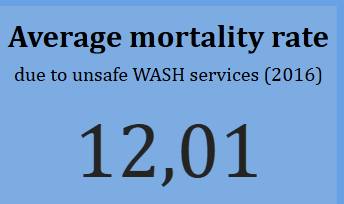 Average mortality rate
due to unsafe WASH services (2016)
12,01